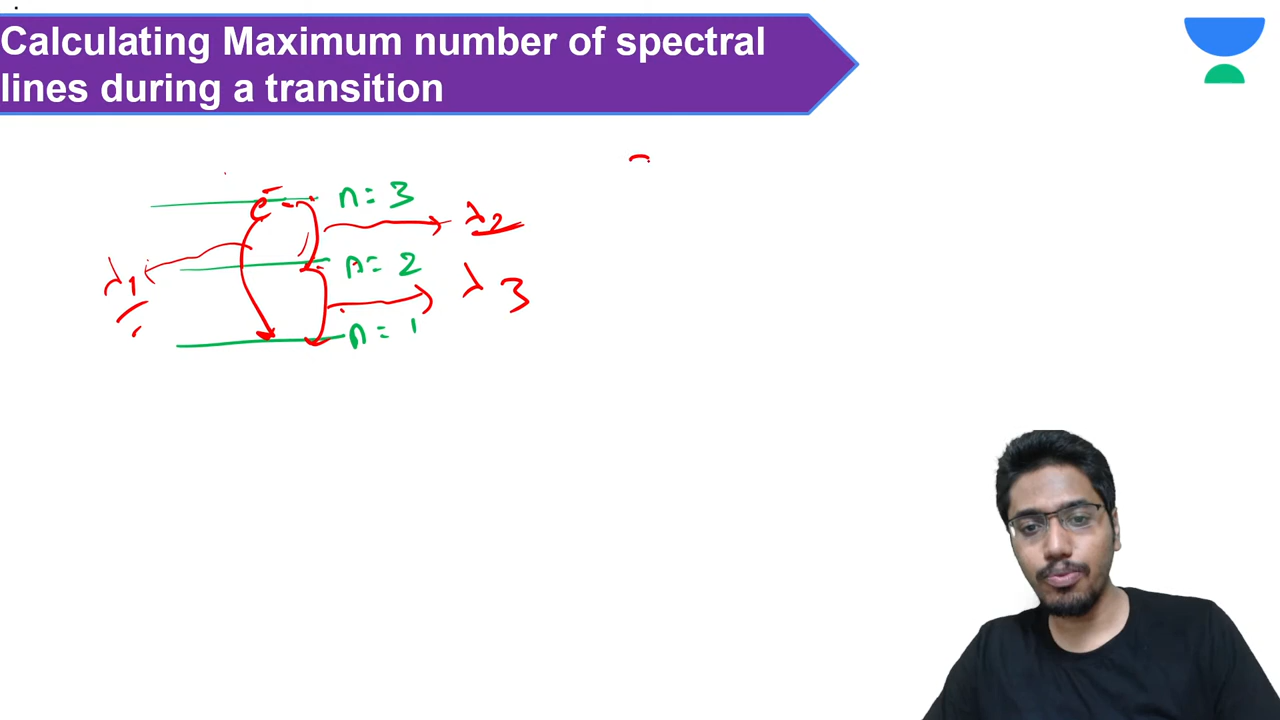 Calculating Maximum number of spectral
lines during a transition
e⁻ n = 3
λ2
n = 2
λ1
λ3
n = 1